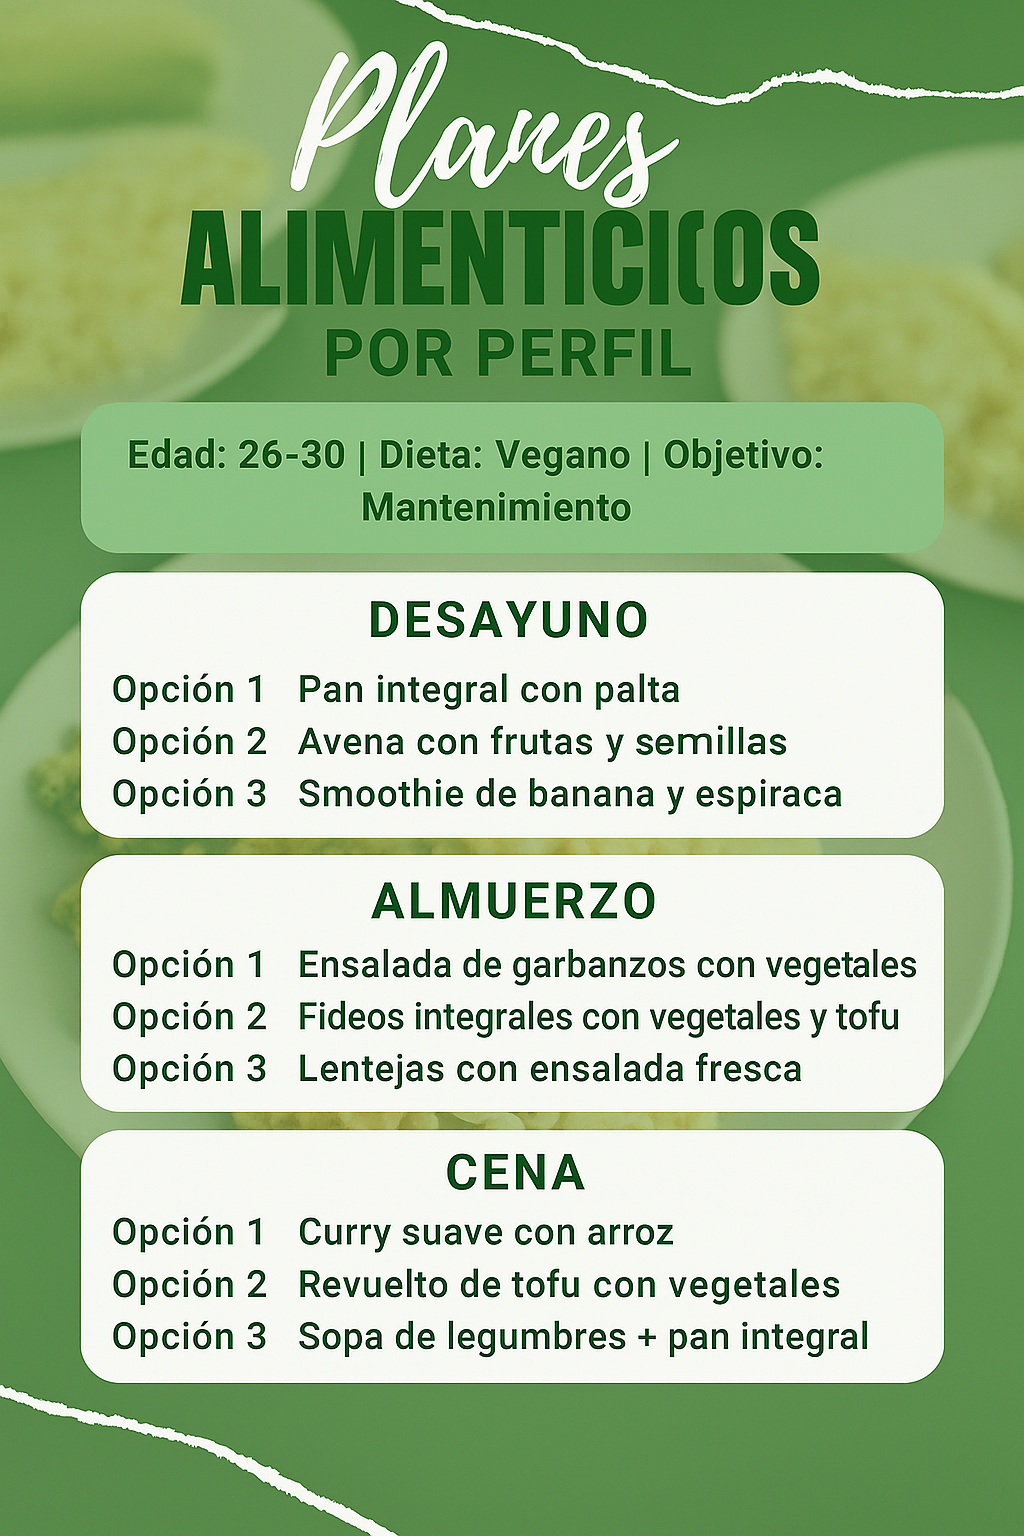 Planes
ALIMENTICI(OS
POR PERFIL
Edad: 26-30 | Dieta: Vegano | Objetivo:
Mantenimiento
DESAYUNO
Opción 1 Pan integral con palta
Opción 2 Avena con frutas y semillas
Opción 3 Smoothie de banana y espiraca
ALMUERZO
Opción 1 Ensalada de garbanzos con vegetales
Opción 2 Fideos integrales con vegetales y tofu
Opción 3 Lentejas con ensalada fresca
CENA
Opción 1 Curry suave con arroz
Opción 2 Revuelto de tofu con vegetales
Opción 3 Sopa de legumbres + pan integral